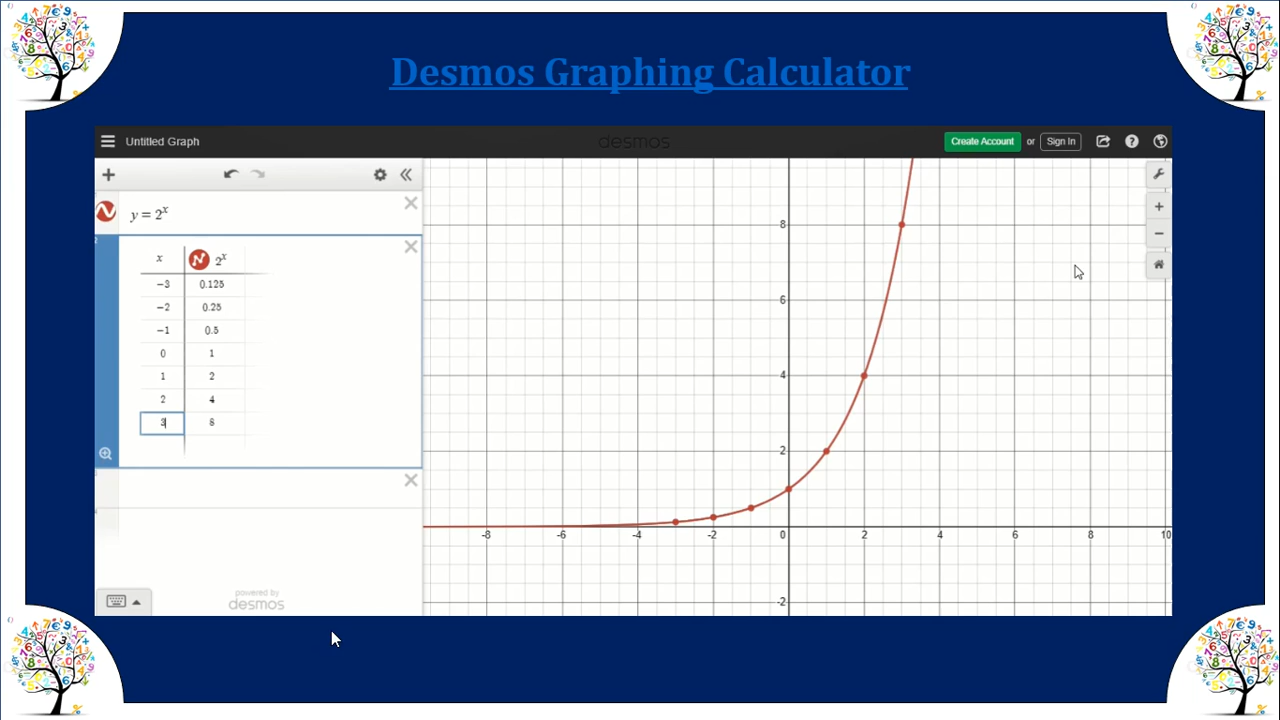 Desmos Graphing Calculator
Untitled Graph
desmos
Create Account or Sign In
y = 2^x
x 2^x
−3 0.125
−2 0.25
−1 0.5
0 1
1 2
2 4
3 8
powered by
desmos
8
6
4
2
-8 -6 -4 -2 0 2 4 6 8 10
-2